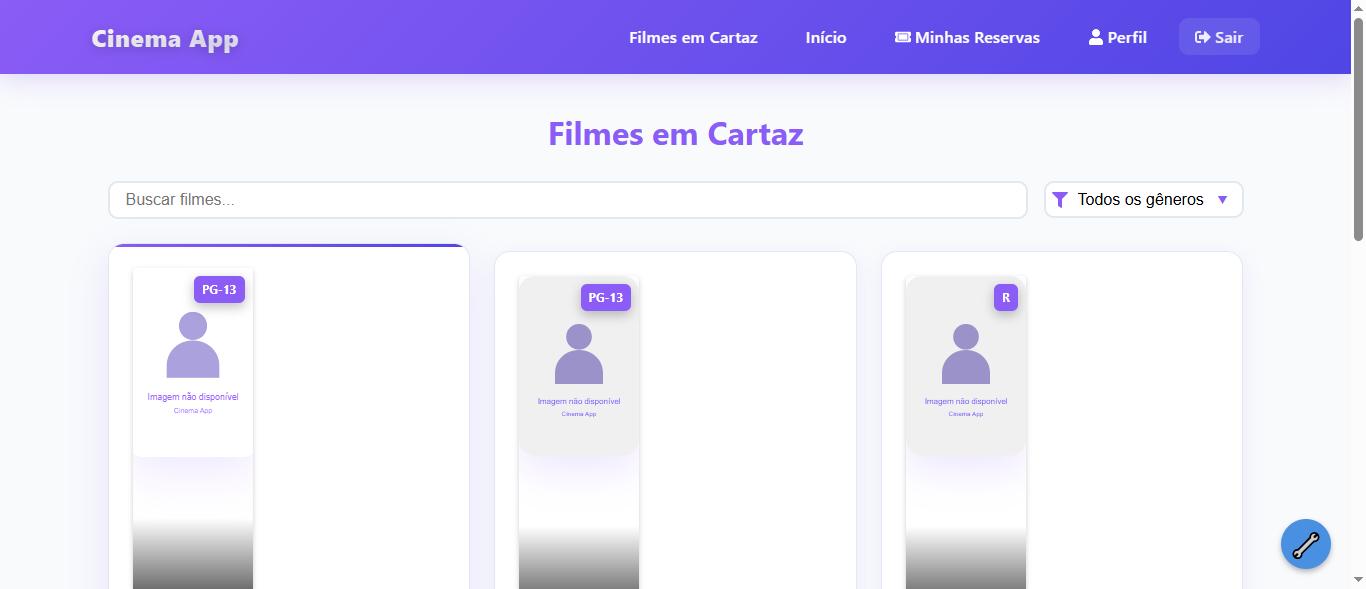 Cinema App
Filmes em Cartaz
Início
Minhas Reservas
Perfil
Sair
Filmes em Cartaz
Buscar filmes...
Todos os gêneros
PG-13
Imagem não disponível
Cinema App
PG-13
Imagem não disponível
Cinema App
R
Imagem não disponível
Cinema App